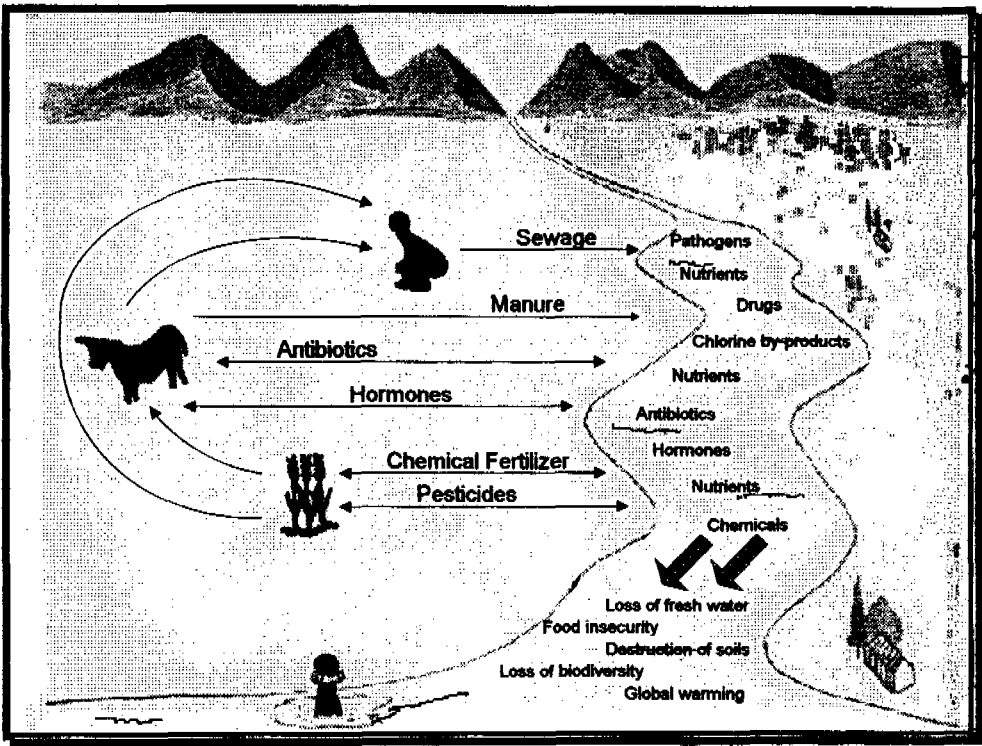 Sewage
Pathogens
Nutrients
Manure
Drugs
Chlorine by-products
Antibiotics
Nutrients
Hormones
Antibiotics
Hormones
Chemical Fertilizer
Nutrients
Pesticides
Chemicals
Loss of fresh water
Food insecurity
Destruction of soils
Loss of biodiversity
Global warming